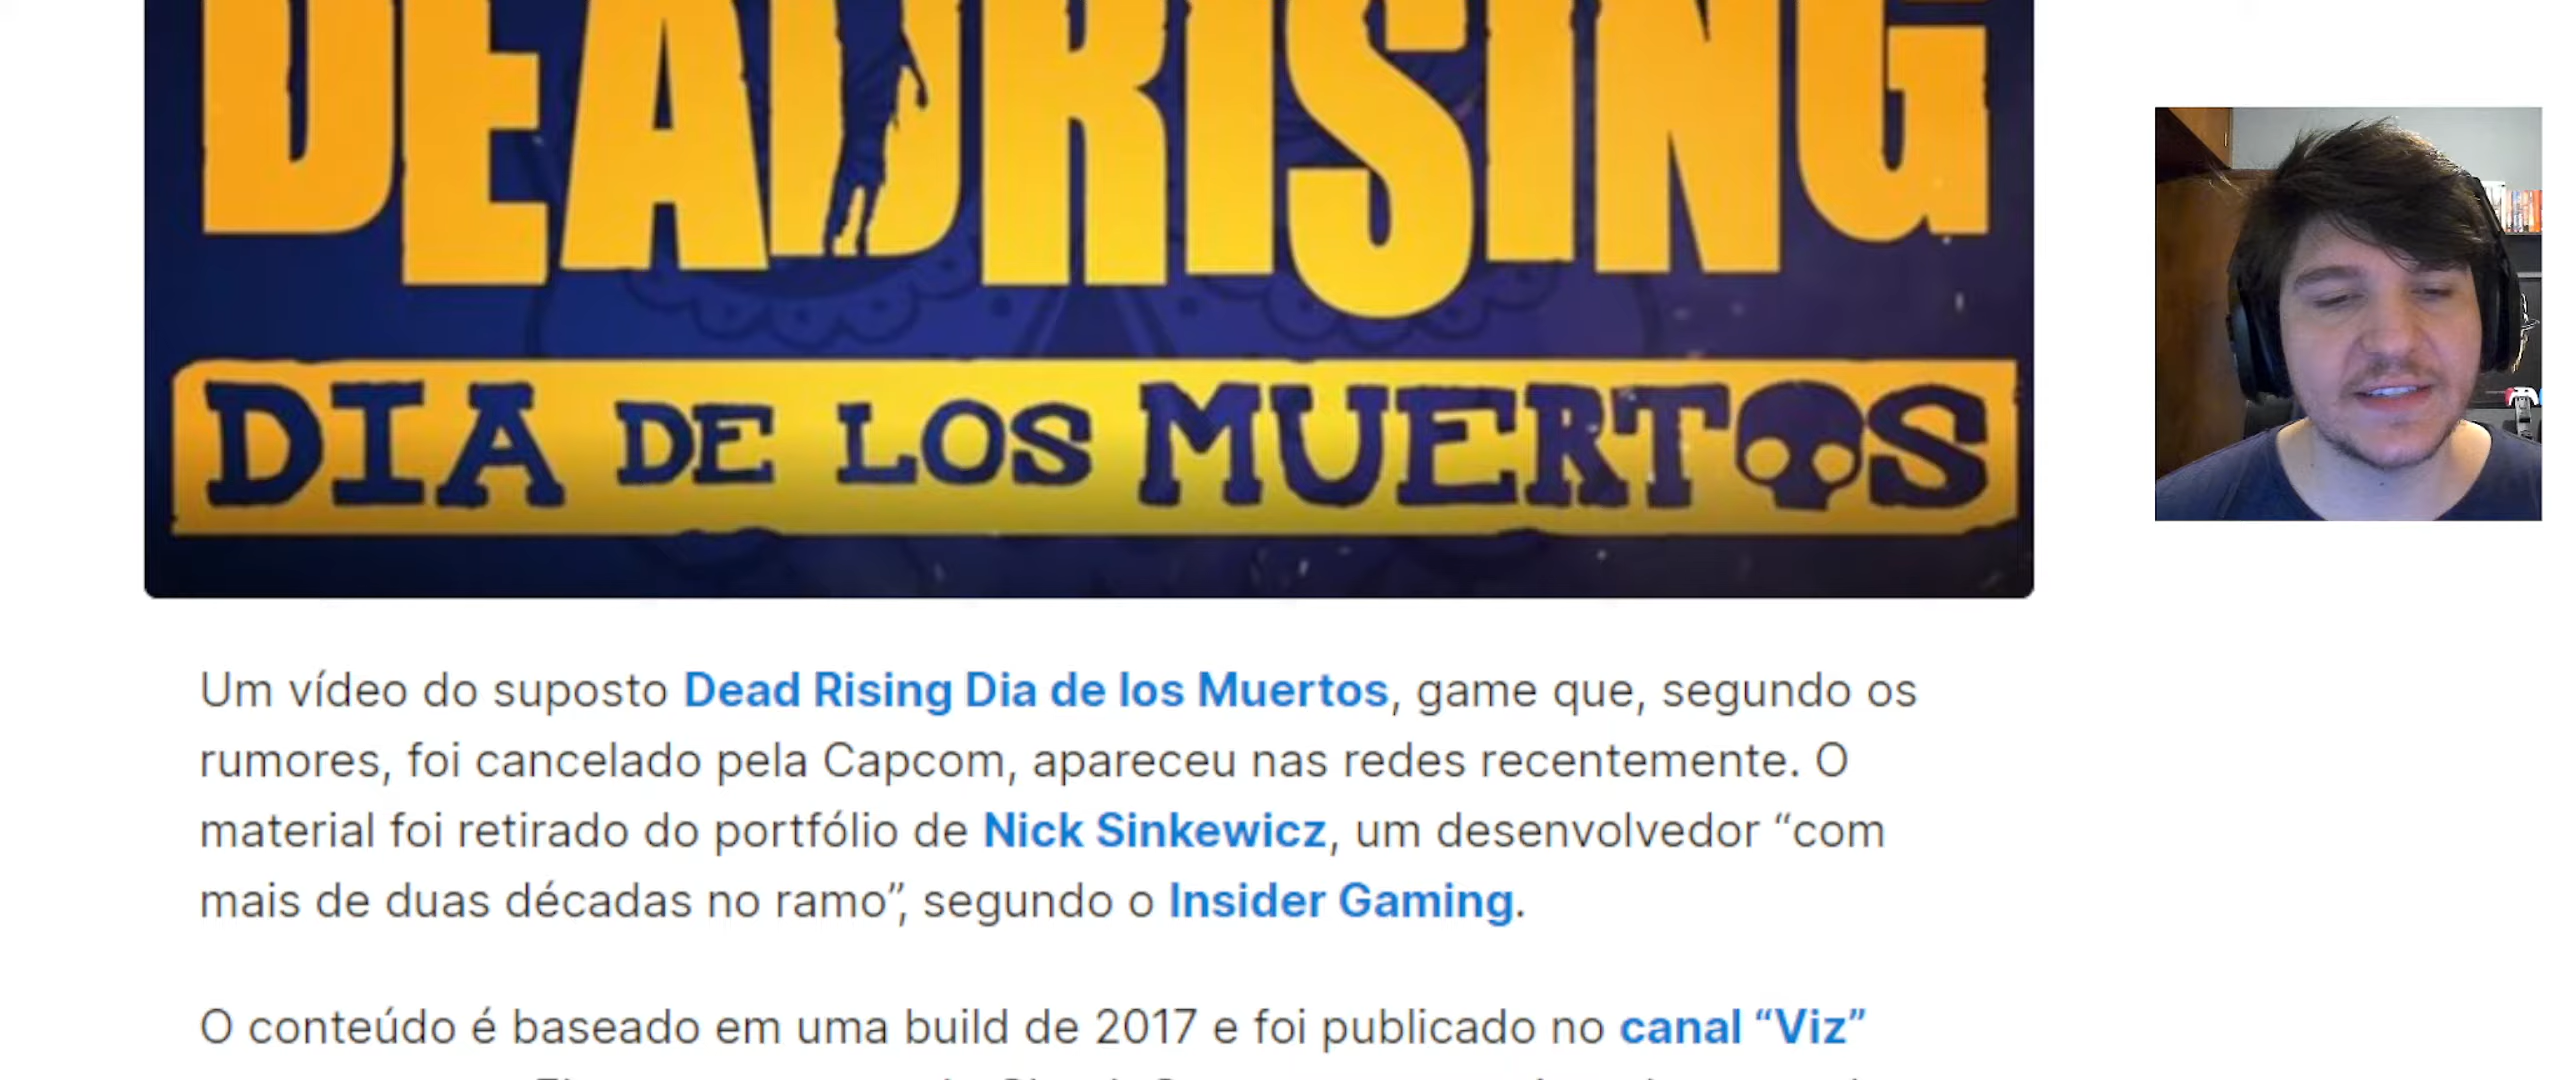 DEADRISING
DIA DE LOS MUERTOS
Um vídeo do suposto Dead Rising Dia de los Muertos, game que, segundo os
rumores, foi cancelado pela Capcom, apareceu nas redes recentemente. O
material foi retirado do portfólio de Nick Sinkewicz, um desenvolvedor “com
mais de duas décadas no ramo”, segundo o Insider Gaming.
O conteúdo é baseado em uma build de 2017 e foi publicado no canal “Viz”